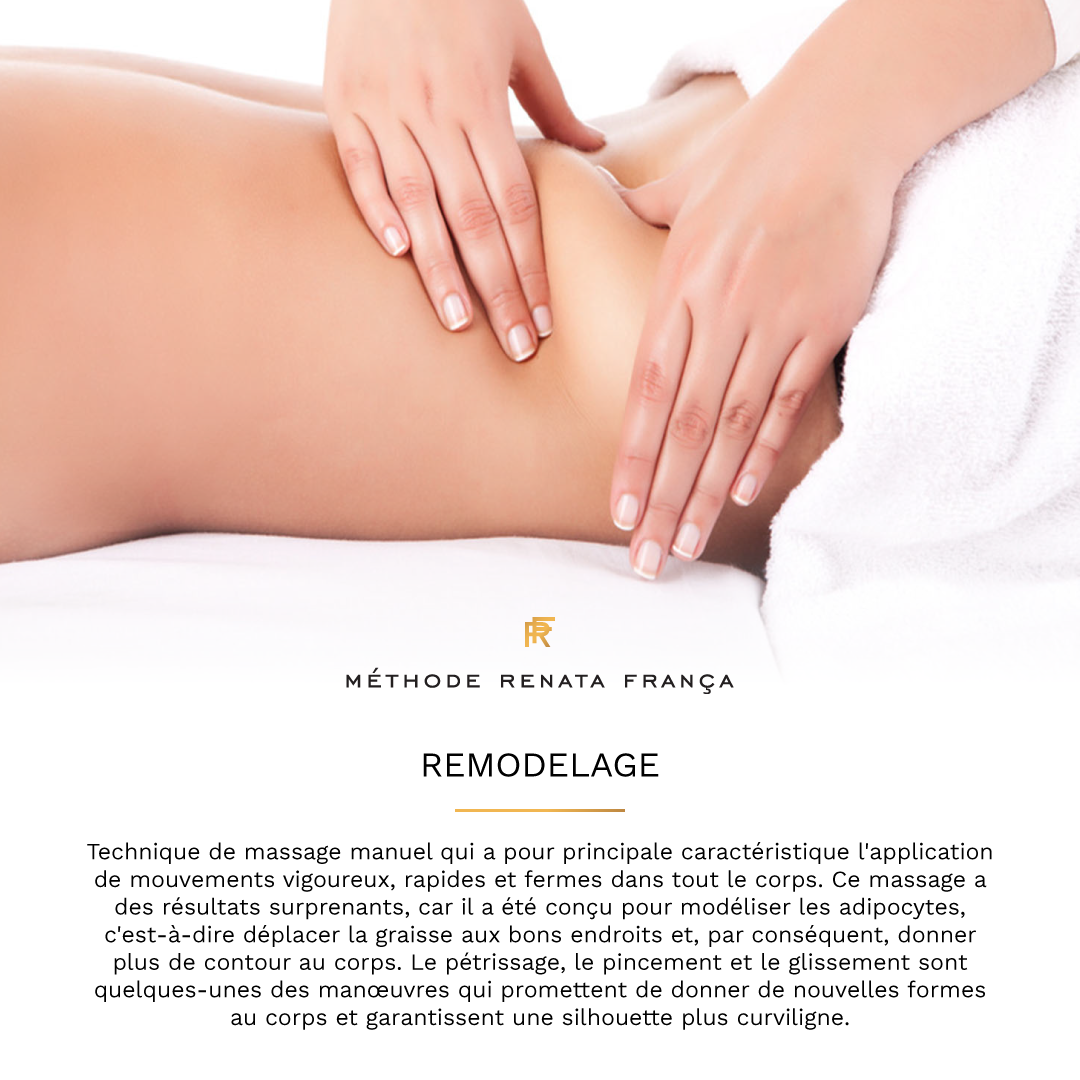 RF
MÉTHODE RENATA FRANÇA
REMODELAGE
Technique de massage manuel qui a pour principale caractéristique l'application
de mouvements vigoureux, rapides et fermes dans tout le corps. Ce massage a
des résultats surprenants, car il a été conçu pour modéliser les adipocytes,
c'est-à-dire déplacer la graisse aux bons endroits et, par conséquent, donner
plus de contour au corps. Le pétrissage, le pincement et le glissement sont
quelques-unes des manœuvres qui promettent de donner de nouvelles formes
au corps et garantissent une silhouette plus curviligne.